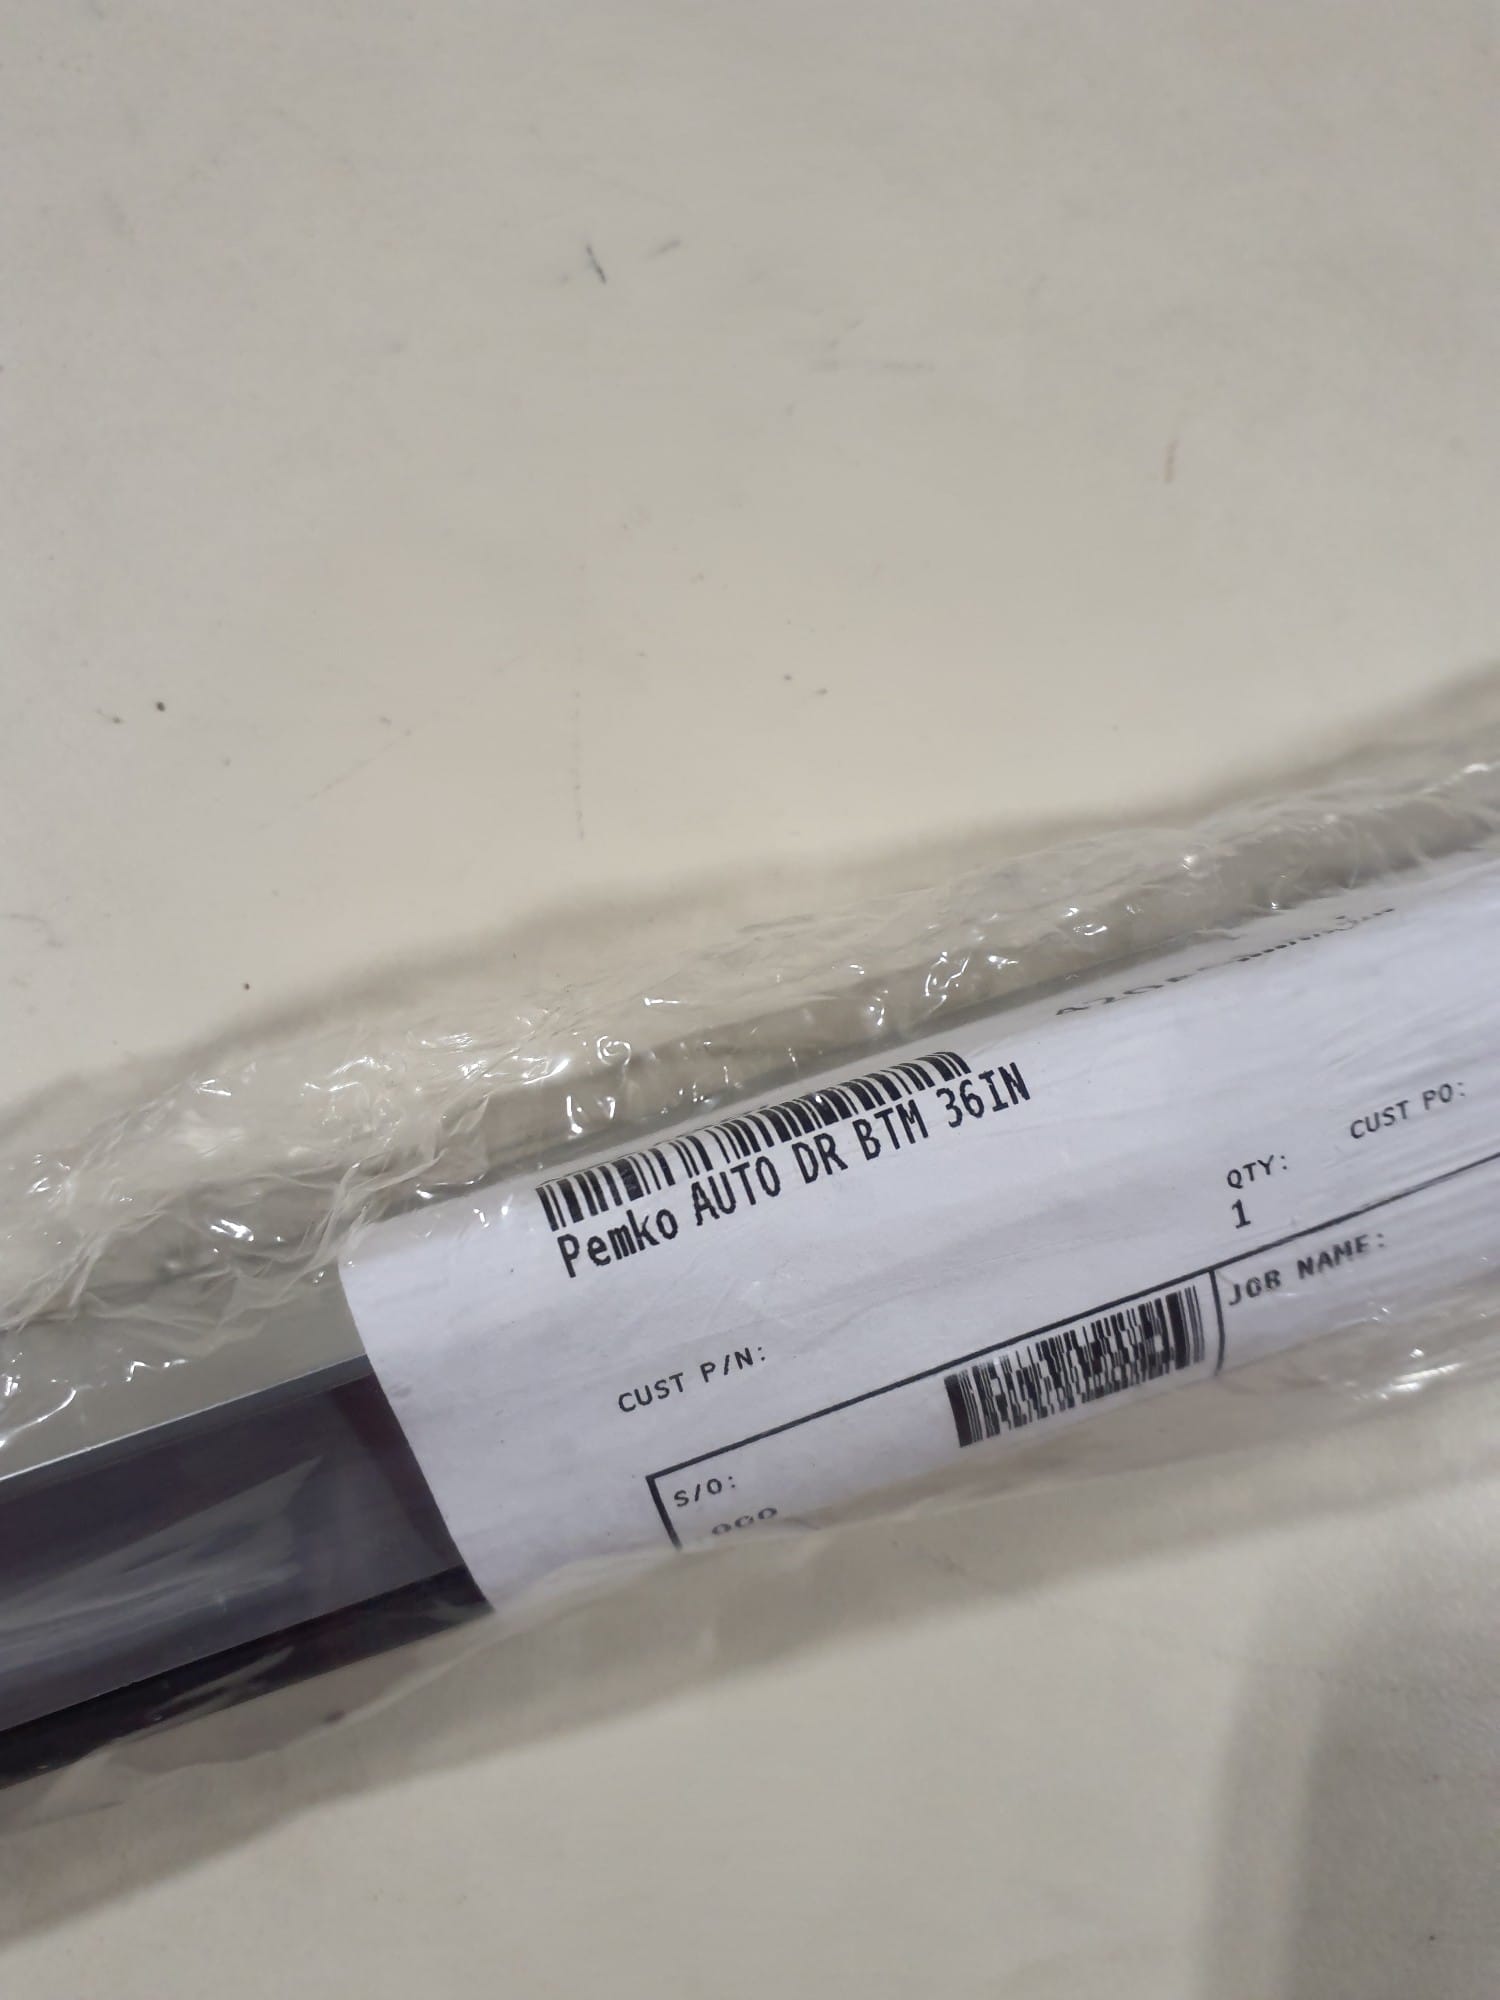 Pemko AUTO DR BTM 36IN
CUST P/N:
QTY:
1
CUST PO:
S/O:
JOB NAME: